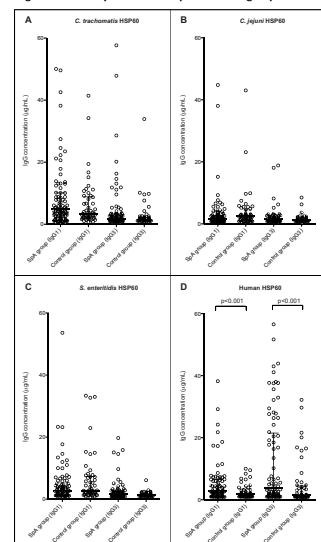 A
C. trachomatis HSP60
IgG concentration (µg/mL)
60
40
20
0
SpA group (IgG1)
Control group (IgG1)
SpA group (IgG3)
Control group (IgG3)
B
C. jejuni HSP60
IgG concentration (µg/mL)
60
40
20
0
SpA group (IgG1)
Control group (IgG1)
SpA group (IgG3)
Control group (IgG3)
C
S. enteritidis HSP60
IgG concentration (µg/mL)
60
40
20
0
SpA group (IgG1)
Control group (IgG1)
SpA group (IgG3)
Control group (IgG3)
D
Human HSP60
p<0.001
p<0.001
IgG concentration (µg/mL)
60
40
20
0
SpA group (IgG1)
Control group (IgG1)
SpA group (IgG3)
Control group (IgG3)